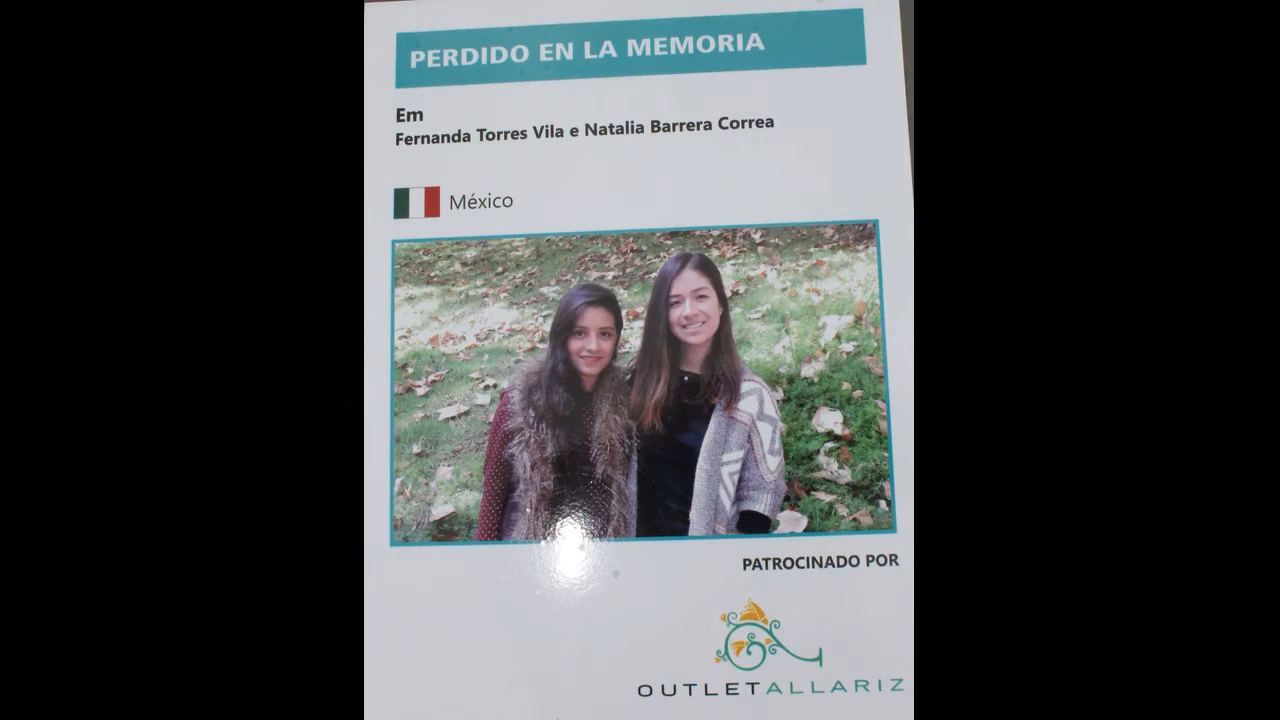 PERDIDO EN LA MEMORIA
Em
Fernanda Torres Vila e Natalia Barrera Correa
México
PATROCINADO POR
OUTLETALLARIZ